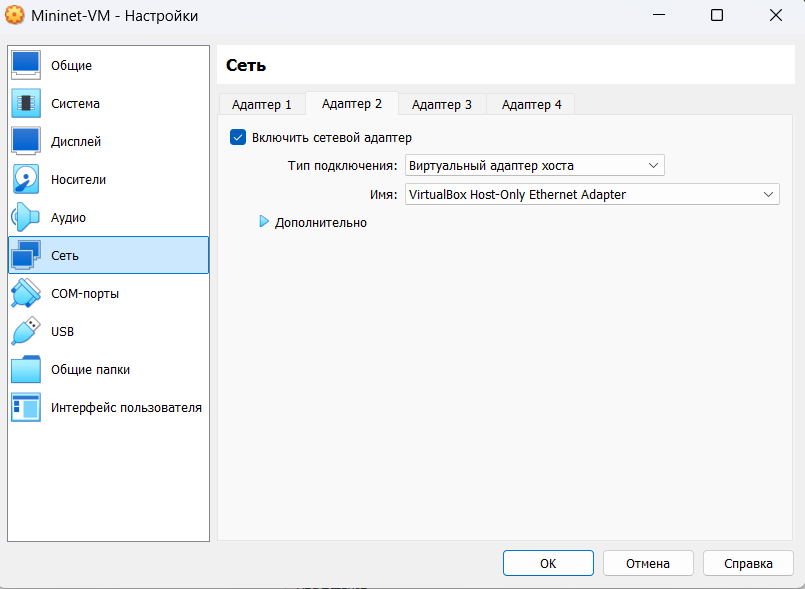 Mininet-VM - Настройки
Общие
Система
Дисплей
Носители
Аудио
Сеть
COM-порты
USB
Общие папки
Интерфейс пользователя
Сеть
Адаптер 1
Адаптер 2
Адаптер 3
Адаптер 4
Включить сетевой адаптер
Тип подключения: Виртуальный адаптер хоста
Имя: VirtualBox Host-Only Ethernet Adapter
Дополнительно
OK
Отмена
Справка